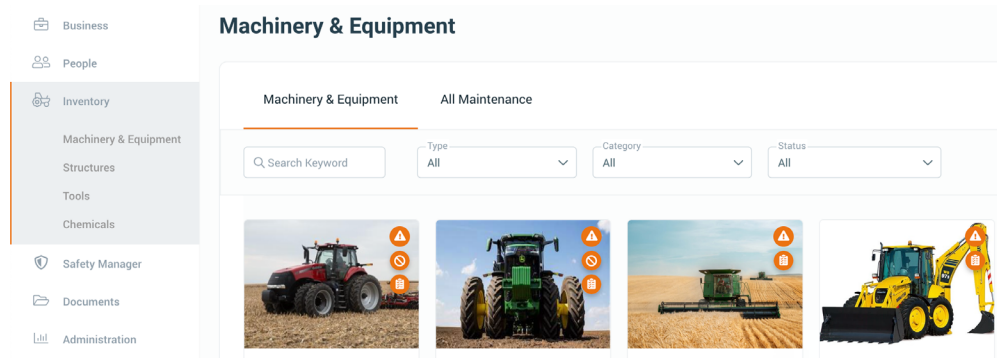 Business
People
Inventory
Machinery & Equipment
Structures
Tools
Chemicals
Safety Manager
Documents
Administration
Machinery & Equipment
Machinery & Equipment All Maintenance
Search Keyword
Type
All
Category
All
Status
All